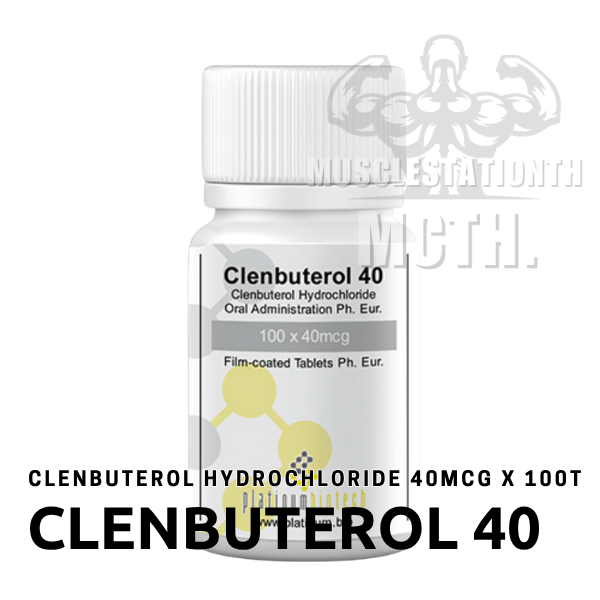 MUSCLESTATIONTH
MCTH.
Clenbuterol 40
Clenbuterol Hydrochloride
Oral Administration Ph. Eur.
100 x 40mcg
Film-coated Tablets Ph. Eur.
CLENBUTEROL HYDROCHLORIDE 40MCG X 100T
platinumbiotech
CLENBUTEROL 40